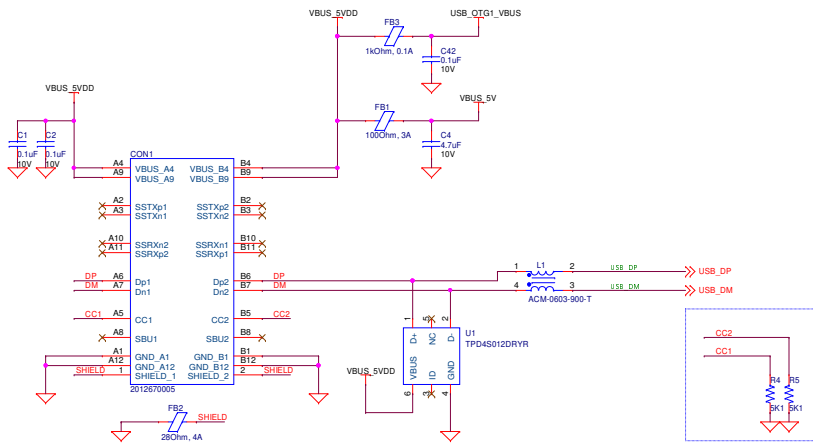 VBUS_5VDD
FB3
USB_OTG1_VBUS
1kOhm, 0.1A
C42
0.1uF
10V
VBUS_5VDD
FB1
VBUS_5V
100Ohm, 3A
C4
4.7uF
10V
C1
0.1uF
10V
C2
0.1uF
10V
CON1
A4 VBUS_A4 VBUS_B4 B4
A9 VBUS_A9 VBUS_B9 B9
A2 SSTXp1 SSTXp2 B2
A3 SSTXn1 SSTXn2 B3
A10 SSRXn2 SSRXn1 B10
A11 SSRXp2 SSRXp1 B11
DP A6 Dp1 Dp2 B6 DP
DM A7 Dn1 Dn2 B7 DM
CC1 A5 CC1 CC2 B5 CC2
A8 SBU1 SBU2 B8
A1 GND_A1 GND_B1 B1
A12 GND_A12 GND_B12 B12
SHIELD 1 SHIELD_1 SHIELD_2 2 SHIELD
2012670005
1 L1 2 USB_DP USB_DP
4 3 USB_DM USB_DM
ACM-0603-900-T
1 5 2
D+ NC D-
VBUS ID GND
6 3 4
U1
TPD4S012DRYR
VBUS_5VDD
FB2
SHIELD
28Ohm, 4A
CC2
CC1
R4 R5
5K1 5K1